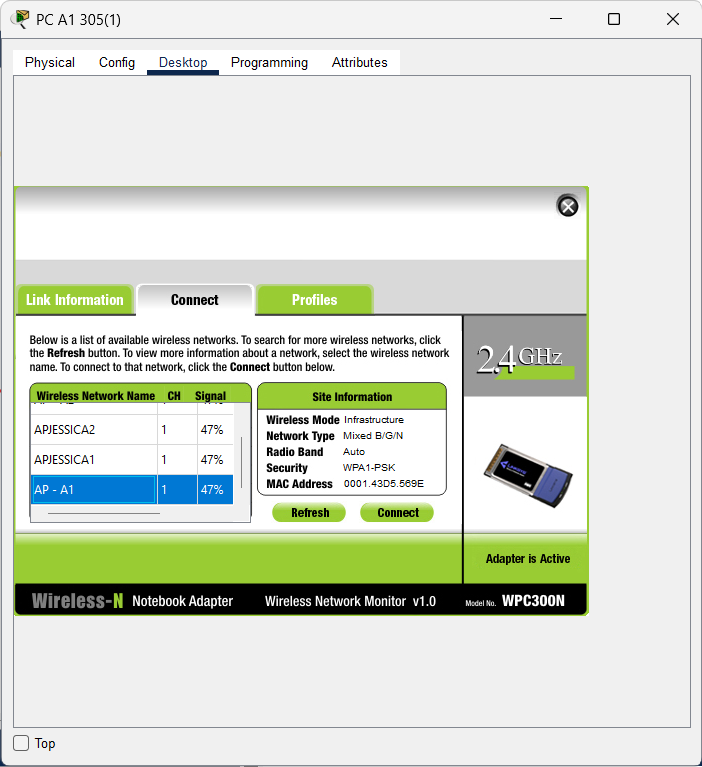 PC A1 305(1)
Physical Config Desktop Programming Attributes
Link Information Connect Profiles
Below is a list of available wireless networks. To search for more wireless networks, click
the Refresh button. To view more information about a network, select the wireless network
name. To connect to that network, click the Connect button below.
2.4GHz
Wireless Network Name CH Signal
APJESSICA2 1 47%
APJESSICA1 1 47%
AP - A1 1 47%
Site Information
Wireless Mode Infrastructure
Network Type Mixed B/G/N
Radio Band Auto
Security WPA1-PSK
MAC Address 0001.43D5.569E
Refresh Connect
Adapter is Active
Wireless-N Notebook Adapter Wireless Network Monitor v1.0 Model No. WPC300N
Top